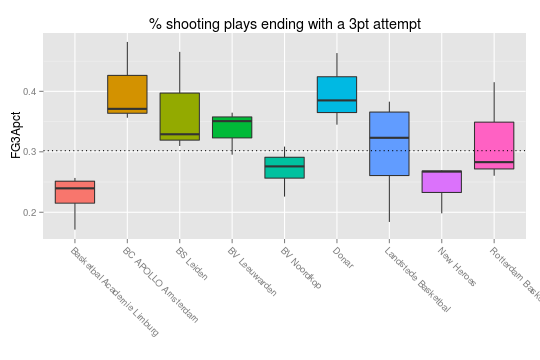 % shooting plays ending with a 3pt attempt
FG3Apct
0.4
0.3
0.2
Basketbal Academie Limburg
BC APOLLO Amsterdam
BS Leiden
BV Leeuwarden
BV Noordkop
Donar
Landstede Basketbal
New Heroes
Rotterdam Bask